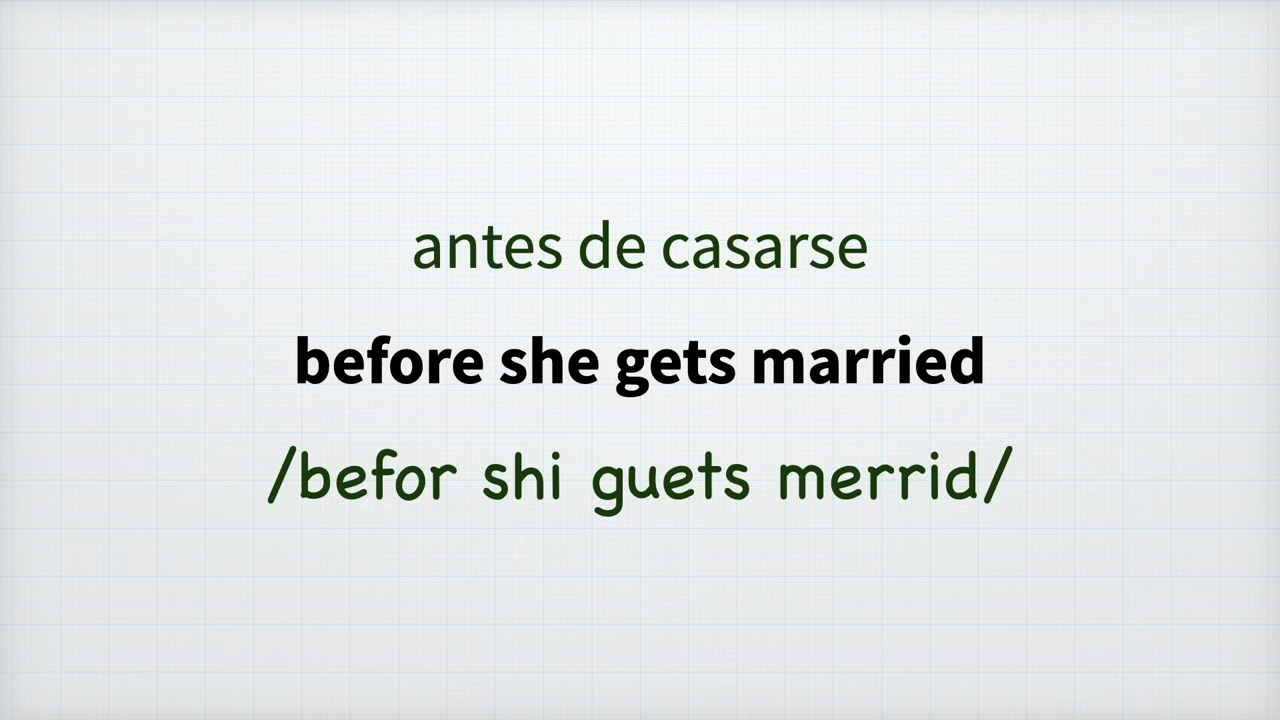 antes de casarse
before she gets married
/befor shi guets merrid/